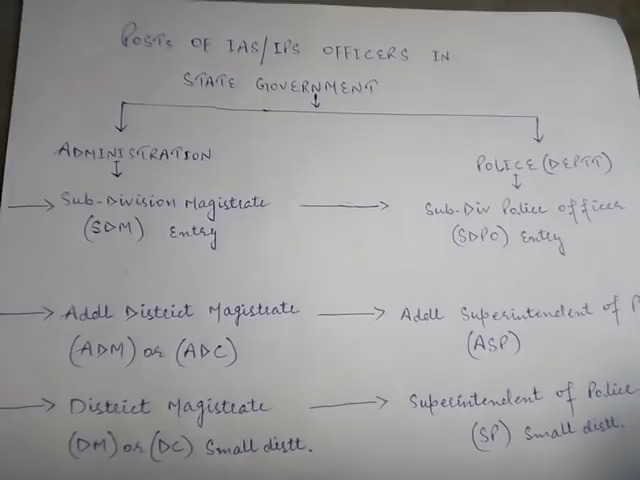 POSTS OF IAS/IPS OFFICERS IN
STATE GOVERNMENT
ADMINISTRATION
POLICE (DEPTT)
Sub-Division Magistrate
Sub-Div Police officer
(SDM) Entry
(SDPO) Entry
Addl District Magistrate
Addl Superintendent of P
(ADM) or (ADC)
(ASP)
District Magistrate
Superintendent of Police
(DM) or (DC) Small distt.
(SP) Small distt.